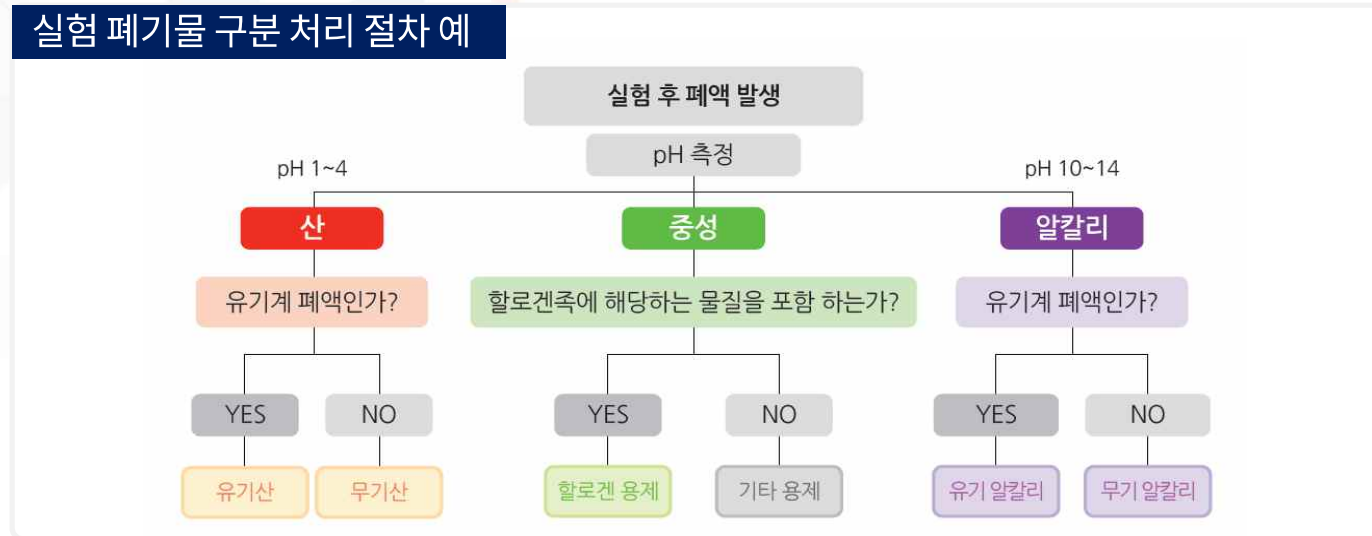 실험 폐기물 구분 처리 절차 예
실험 후 폐액 발생
pH 측정
pH 1~4
pH 10~14
산
중성
알칼리
유기계 폐액인가?
할로겐족에 해당하는 물질을 포함 하는가?
유기계 폐액인가?
YES
NO
YES
NO
YES
NO
유기산
무기산
할로겐 용제
기타 용제
유기 알칼리
무기 알칼리